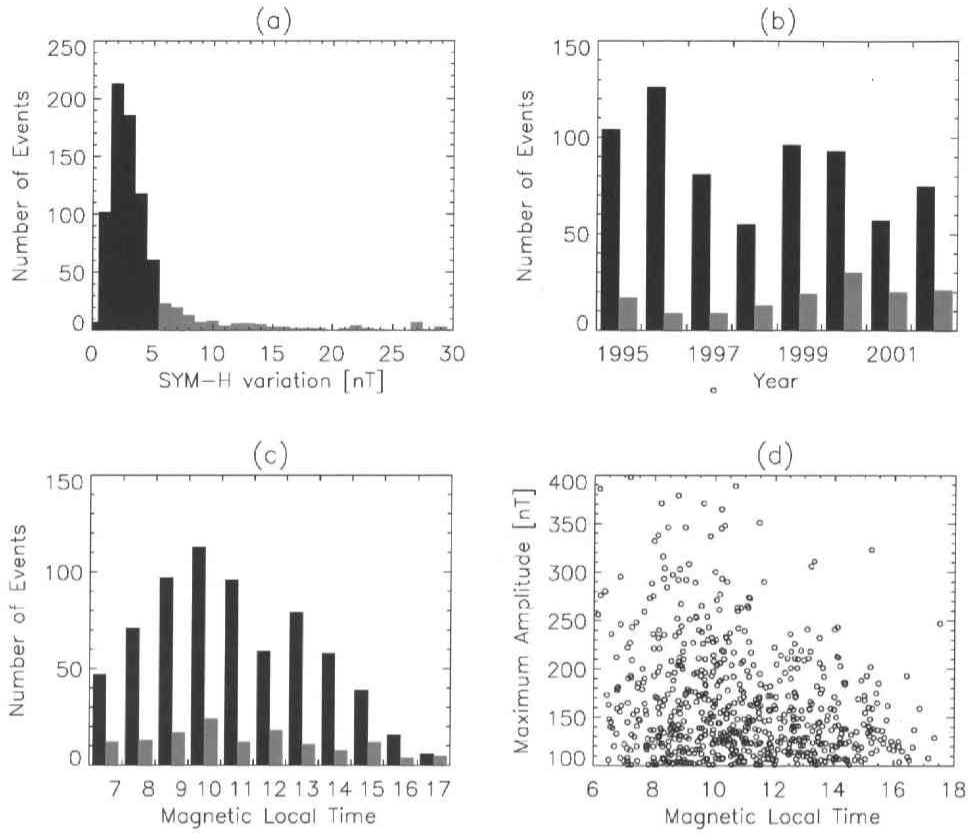 (a)
250
200
150
100
50
0
Number of Events
0 5 10 15 20 25 30
SYM-H variation [nT]
(b)
150
100
50
0
Number of Events
1995 1997 1999 2001
Year
(c)
150
100
50
0
Number of Events
7 8 9 10 11 12 13 14 15 16 17
Magnetic Local Time
(d)
400
350
300
250
200
150
100
Maximum Amplitude [nT]
6 8 10 12 14 16 18
Magnetic Local Time